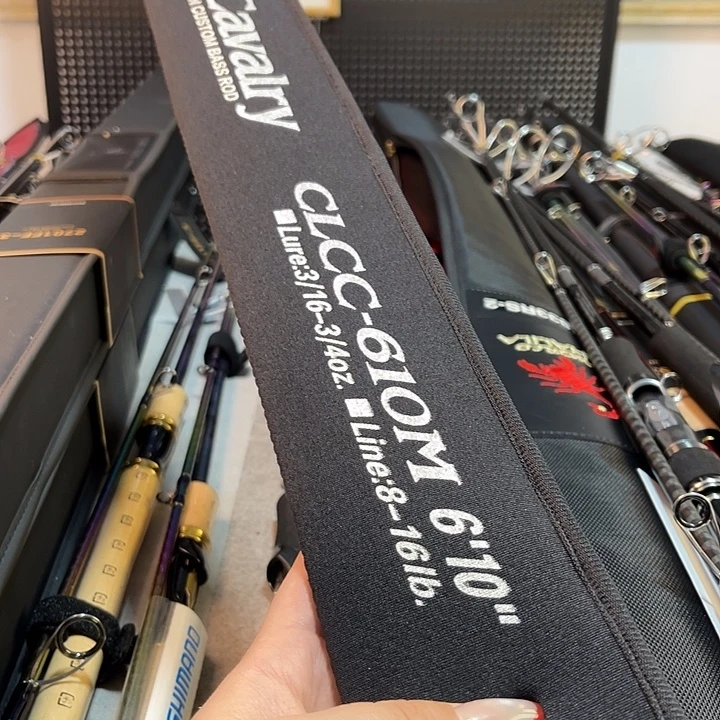 Cavalry
CUSTOM BASS ROD
CLCC-610M 6'10"
■Lure:3/16-3/4oz. ■Line:8-16lb.
SHIMANO